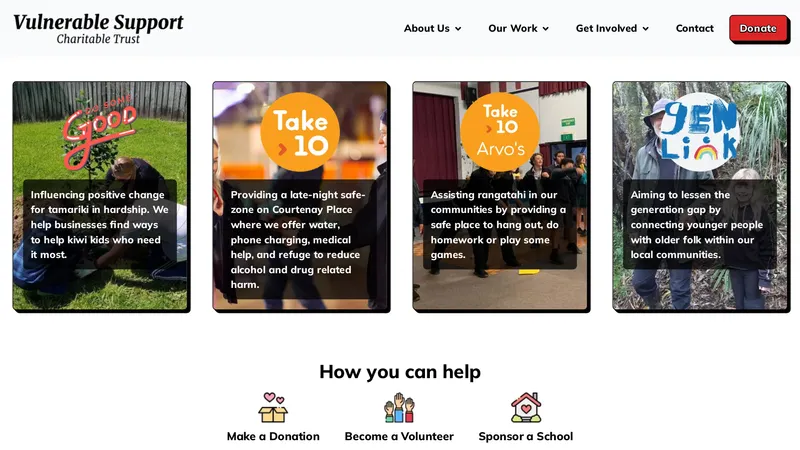 Vulnerable Support
Charitable Trust
About Us
Our Work
Get Involved
Contact
Donate
DO SOME
GOOD
Influencing positive change
for tamariki in hardship. We
help businesses find ways
to help kiwi kids who need
it most.
Take
> 10
Providing a late-night safe-
zone on Courtenay Place
where we offer water,
phone charging, medical
help, and refuge to reduce
alcohol and drug related
harm.
Take
> 10
Arvo's
Assisting rangatahi in our
communities by providing a
safe place to hang out, do
homework or play some
games.
GEN
Link
Aiming to lessen the
generation gap by
connecting younger people
with older folk within our
local communities.
How you can help
Make a Donation
Become a Volunteer
Sponsor a School